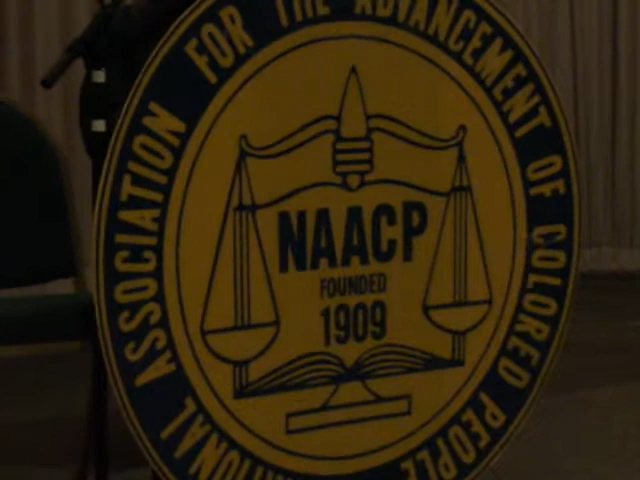 NATIONAL ASSOCIATION FOR THE ADVANCEMENT OF COLORED PEOPLE
NAACP
FOUNDED
1909